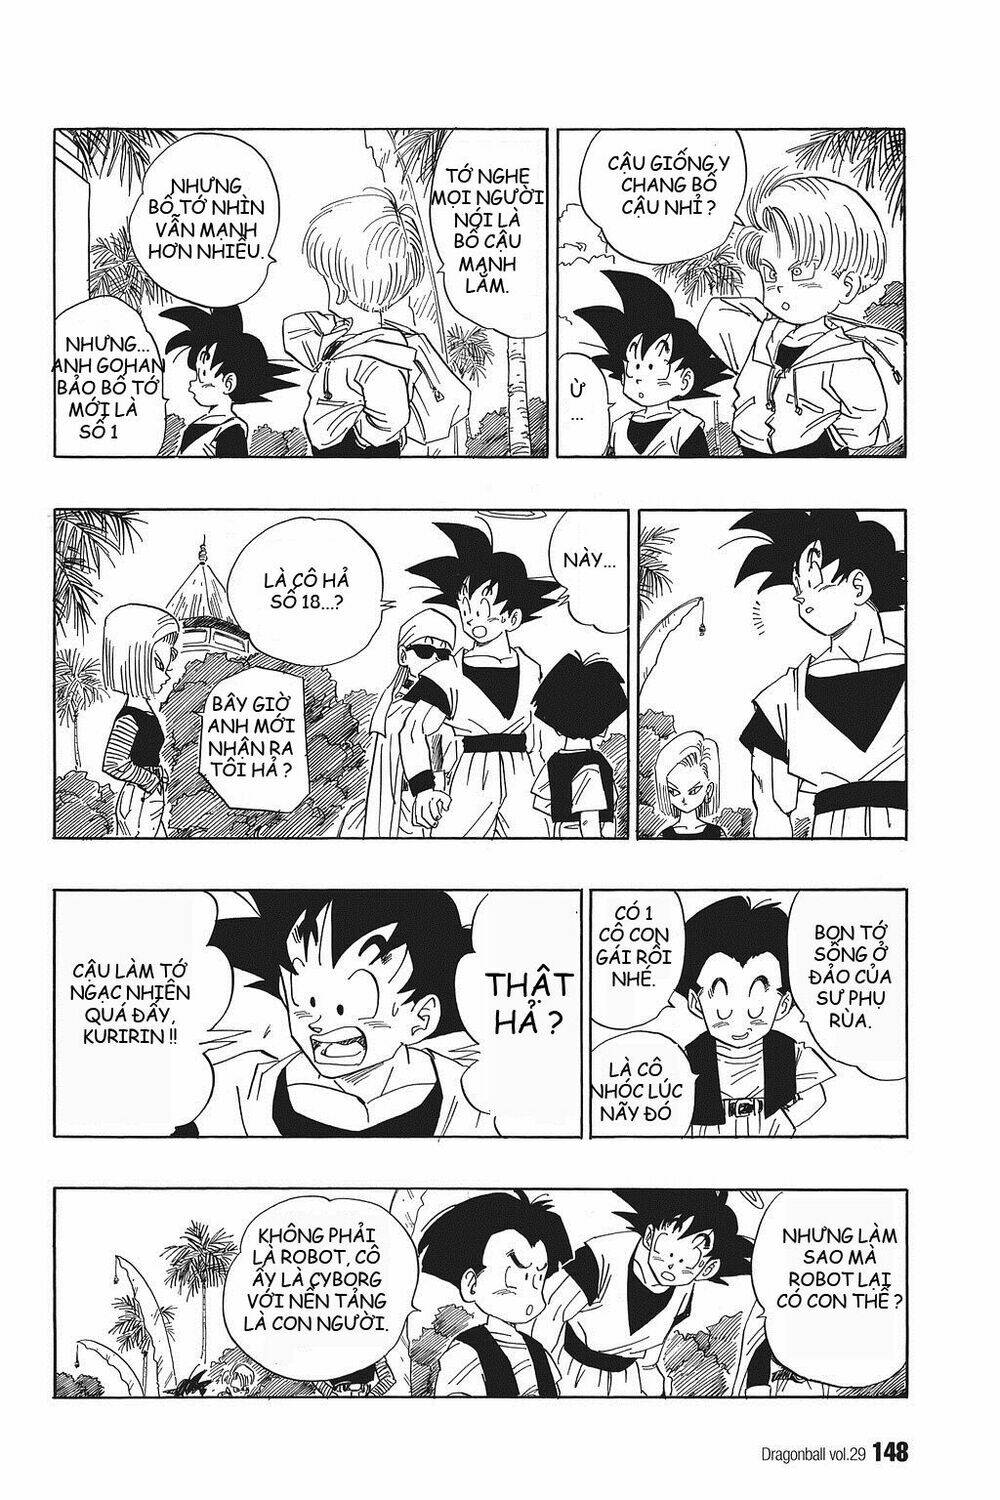 CẬU GIỐNG Y
CHANG BỐ
CẬU NHỈ ?
Ừ
...
TỚ NGHE
MỌI NGƯỜI
NÓI LÀ
BỐ CẬU
MẠNH
LẮM.
NHƯNG
BỐ TỚ NHÌN
VẪN MẠNH
HƠN NHIỀU.
NHƯNG...
ANH GOHAN
BẢO BỐ TỚ
MỚI LÀ
SỐ 1
NÀY...
LÀ CÔ HẢ
SỐ 18...?
BÂY GIỜ
ANH MỚI
NHẬN RA
TÔI HẢ ?
BỌN TỚ
SỐNG Ở
ĐẢO CỦA
SƯ PHỤ
RÙA.
CÓ 1
CÔ CON
GÁI RỒI
NHÉ.
LÀ CÔ
NHÓC LÚC
NÃY ĐÓ
THẬT
HẢ ?
CẬU LÀM TỚ
NGẠC NHIÊN
QUÁ ĐẤY,
KURIRIN !!
NHƯNG LÀM
SAO MÀ
ROBOT LẠI
CÓ CON THẾ ?
KHÔNG PHẢI
LÀ ROBOT, CÔ
ẤY LÀ CYBORG
VỚI NỀN TẢNG
LÀ CON NGƯỜI.
Dragonball vol.29 148